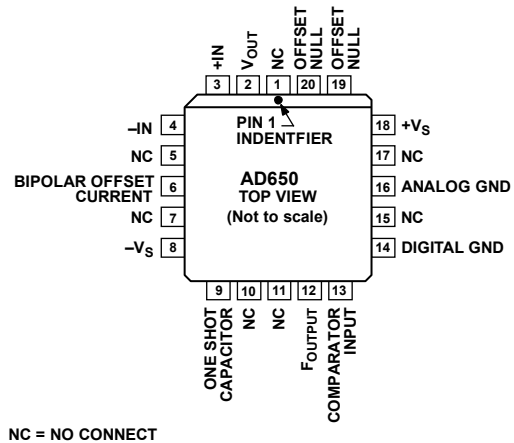 +IN
VOUT
NC
OFFSET
NULL
OFFSET
NULL
3
2
1
20
19
PIN 1
INDENTFIER
–IN 4
NC 5
BIPOLAR OFFSET
CURRENT 6
NC 7
–VS 8
AD650
TOP VIEW
(Not to scale)
18 +VS
17 NC
16 ANALOG GND
15 NC
14 DIGITAL GND
9
10
11
12
13
ONE SHOT
CAPACITOR
NC
NC
FOUTPUT
COMPARATOR
INPUT
NC = NO CONNECT